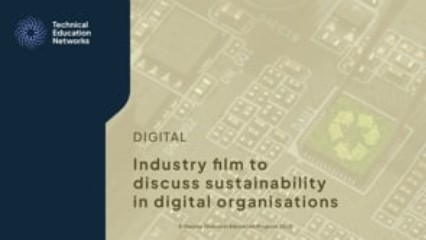 Technical
Education
Networks
DIGITAL
Industry film to
discuss sustainability
in digital organisations